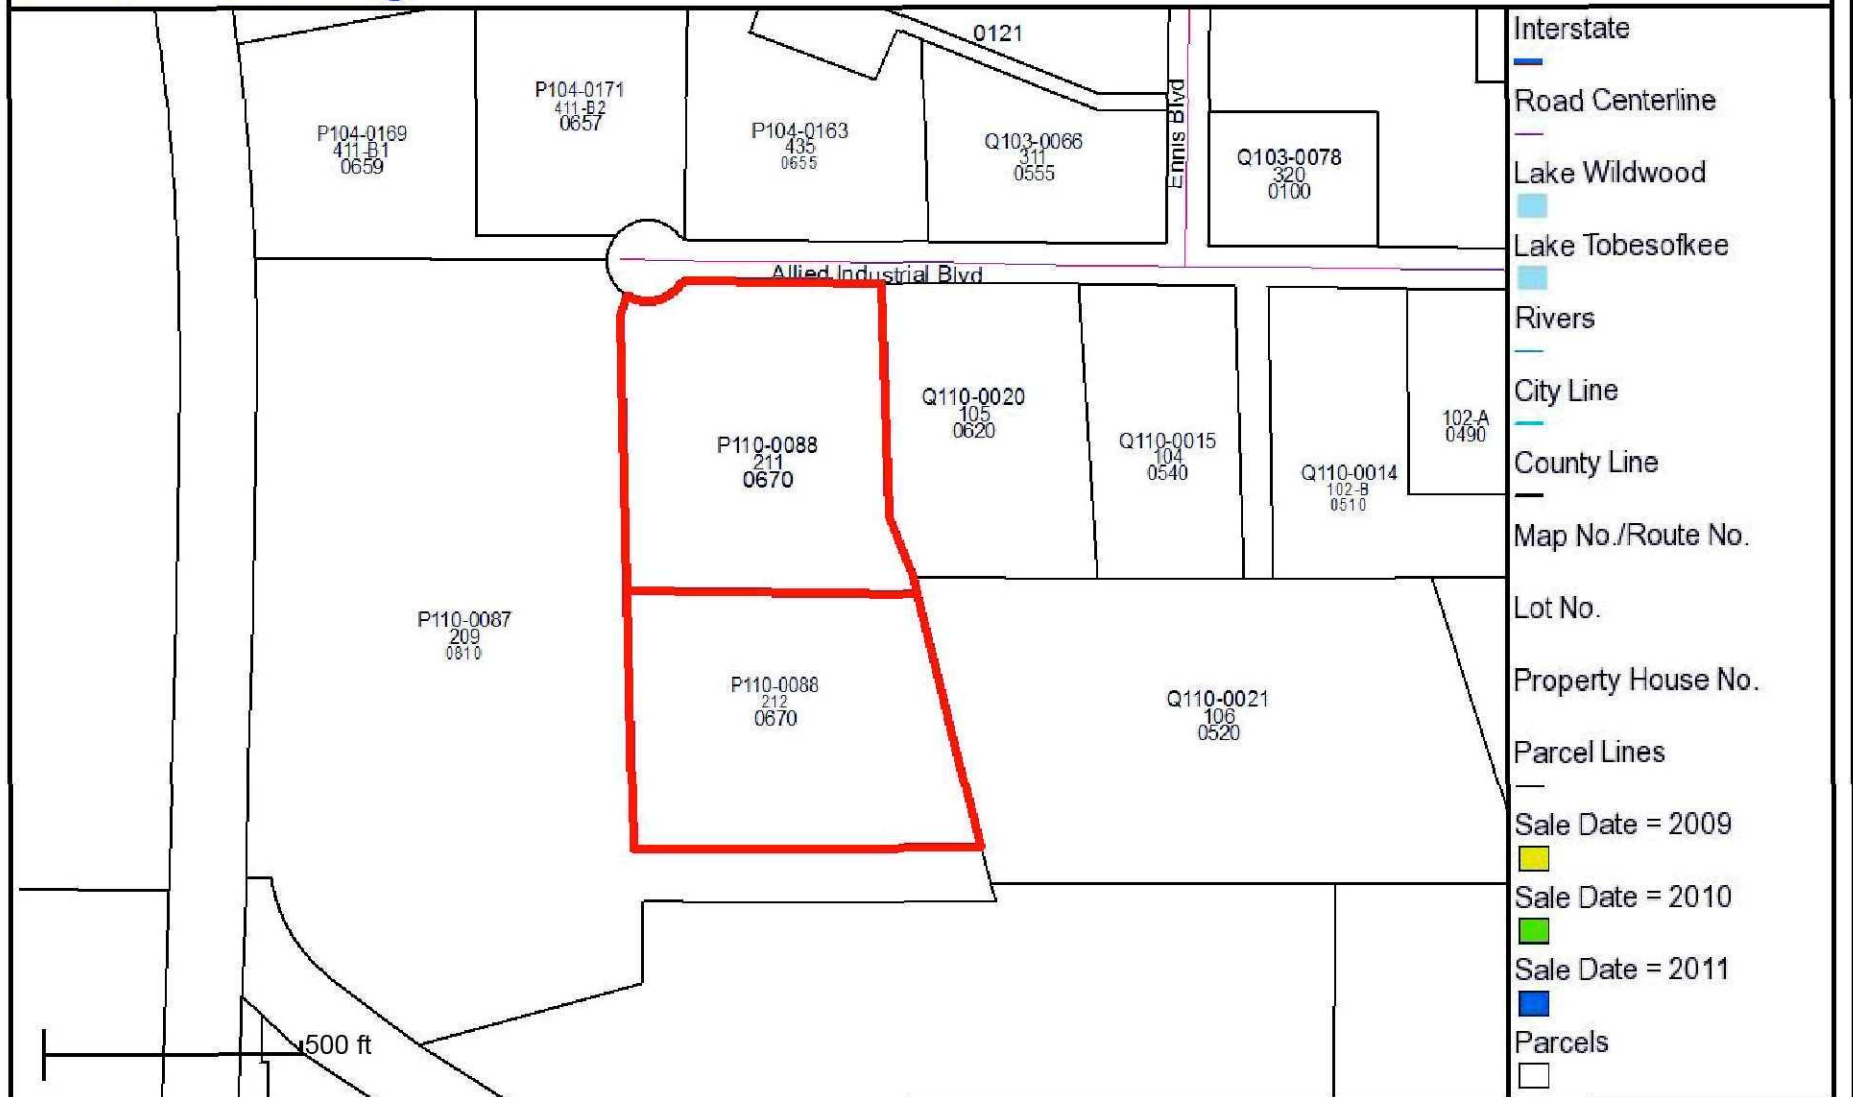 0121
P104-0171
411-B2
0657
P104-0169
411-B1
0659
P104-0163
435
0655
Q103-0066
311
0555
Ennis Blvd
Q103-0078
320
0100
Allied Industrial Blvd
P110-0088
211
0670
Q110-0020
105
0620
Q110-0015
104
0540
Q110-0014
102-B
0510
102-A
0490
P110-0087
209
0810
P110-0088
212
0670
Q110-0021
106
0520
500 ft
Interstate
Road Centerline
Lake Wildwood
Lake Tobesofkee
Rivers
City Line
County Line
Map No./Route No.
Lot No.
Property House No.
Parcel Lines
Sale Date = 2009
Sale Date = 2010
Sale Date = 2011
Parcels